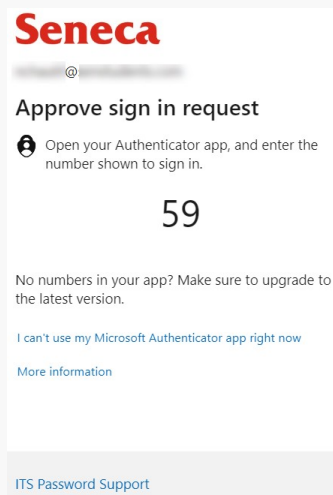 Seneca
@
Approve sign in request
Open your Authenticator app, and enter the
number shown to sign in.
59
No numbers in your app? Make sure to upgrade to
the latest version.
I can't use my Microsoft Authenticator app right now
More information
ITS Password Support